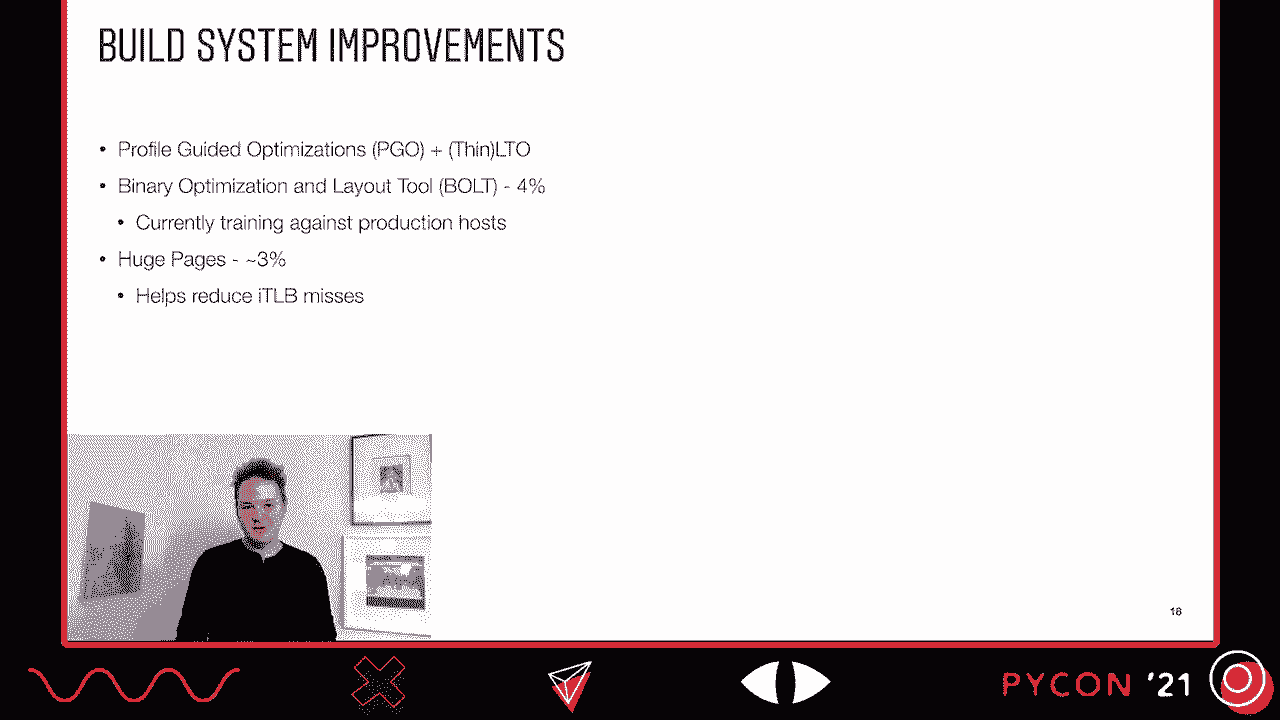 BUILD SYSTEM IMPROVEMENTS
• Profile Guided Optimizations (PGO) + (Thin)LTO
• Binary Optimization and Layout Tool (BOLT) - 4%
• Currently training against production hosts
• Huge Pages - ~3%
• Helps reduce iTLB misses
18
PYCON '21